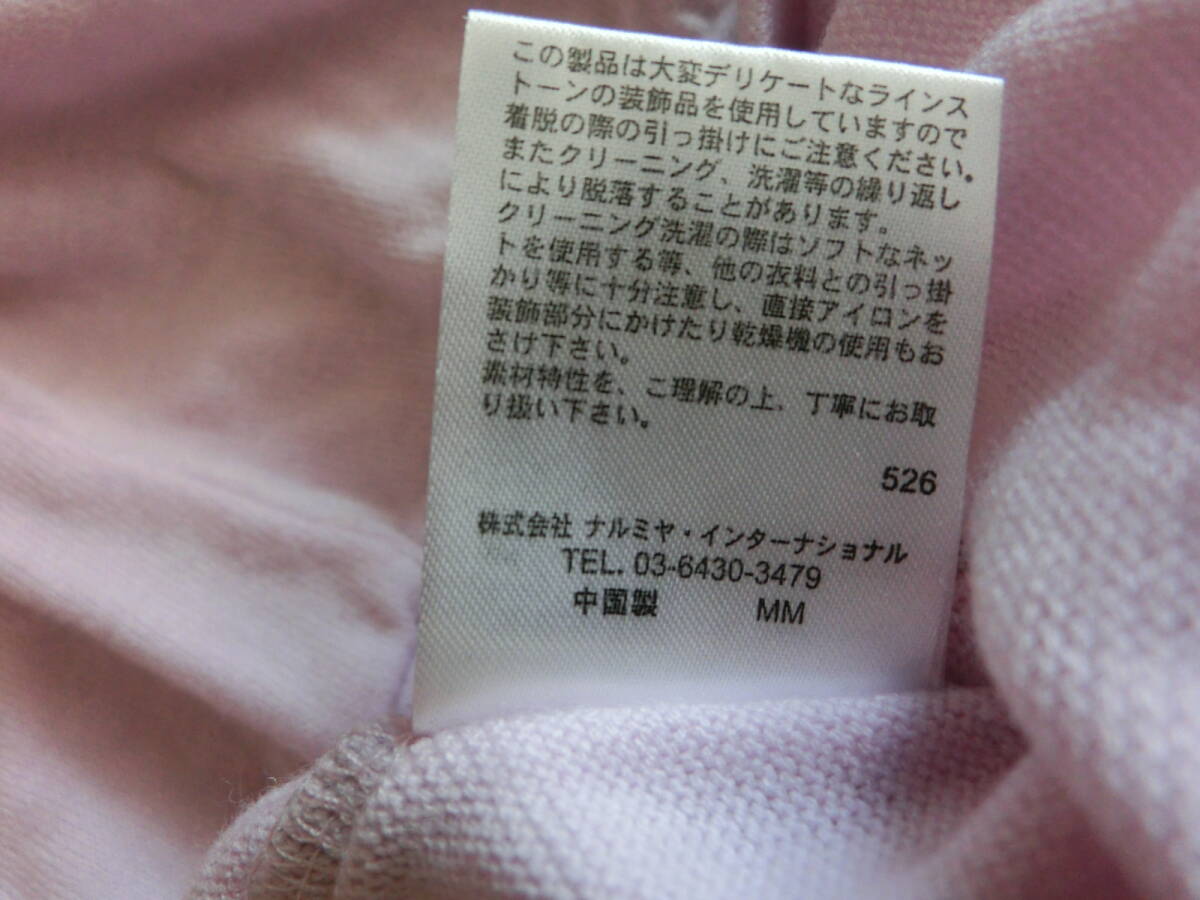 この製品は大変デリケートなラインス
トーンの装飾品を使用していますので
着脱の際の引っ掛けにご注意ください。
またクリーニング、洗濯等の繰り返し
により脱落することがあります。
クリーニング洗濯の際はソフトなネッ
トを使用する等、他の衣料との引っ掛
かり等に十分注意し、直接アイロンを
装飾部分にかけたり乾燥機の使用もお
さけ下さい。
素材特性を、ご理解の上、丁寧にお取
り扱い下さい。
526
株式会社 ナルミヤ・インターナショナル
TEL. 03-6430-3479
中国製 MM